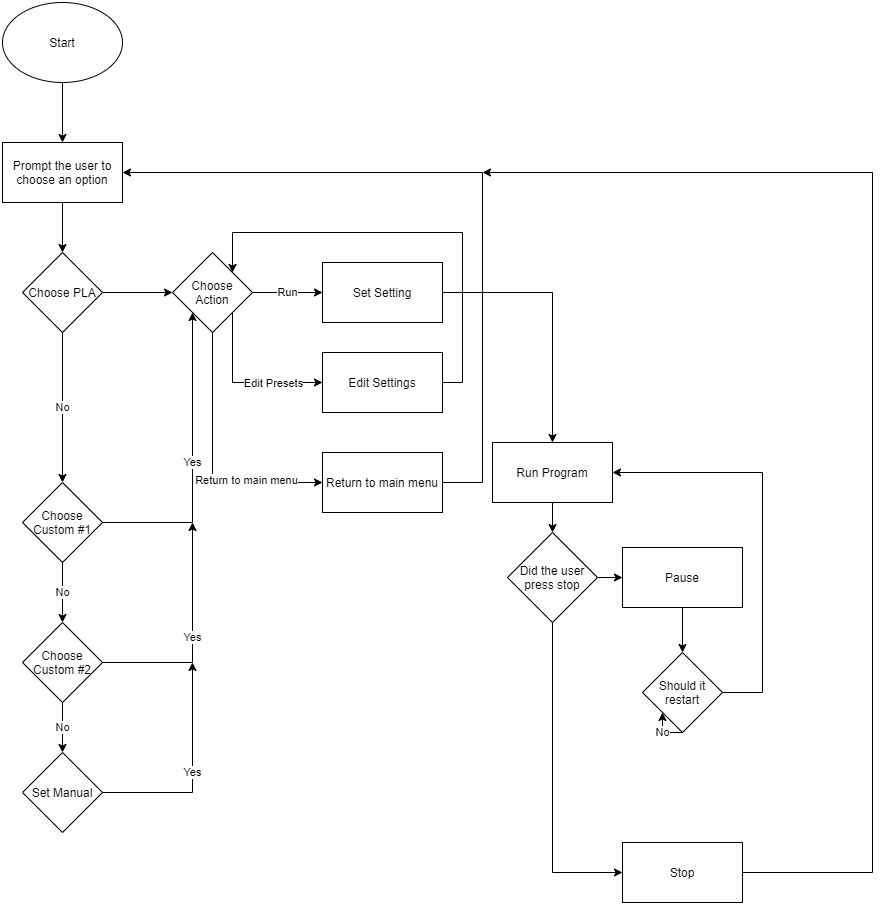 Start
Prompt the user to
choose an option
Choose PLA
Choose
Action
Run
Set Setting
Edit Presets
Edit Settings
No
Yes
Return to main menu
Return to main menu
Run Program
Choose
Custom #1
Did the user
press stop
Pause
No
Yes
Choose
Custom #2
Should it
restart
No
No
Yes
Set Manual
Stop